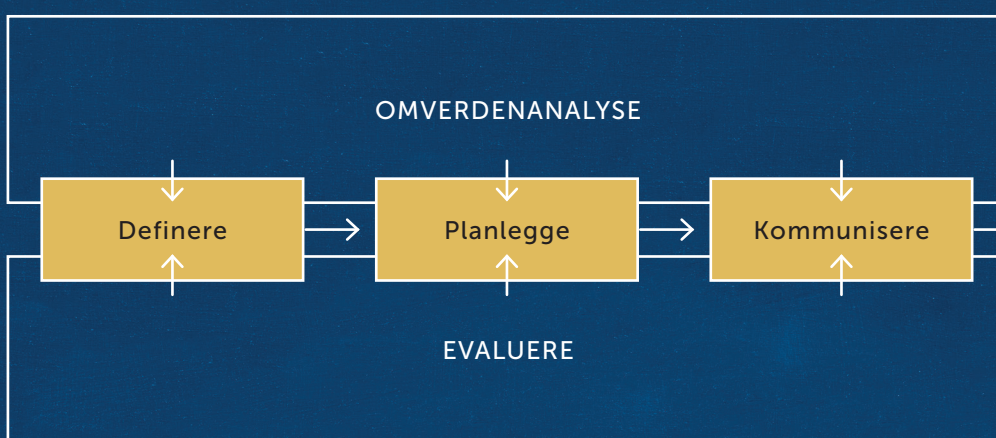 OMVERDENANALYSE
Definere
Planlegge
Kommunisere
EVALUERE